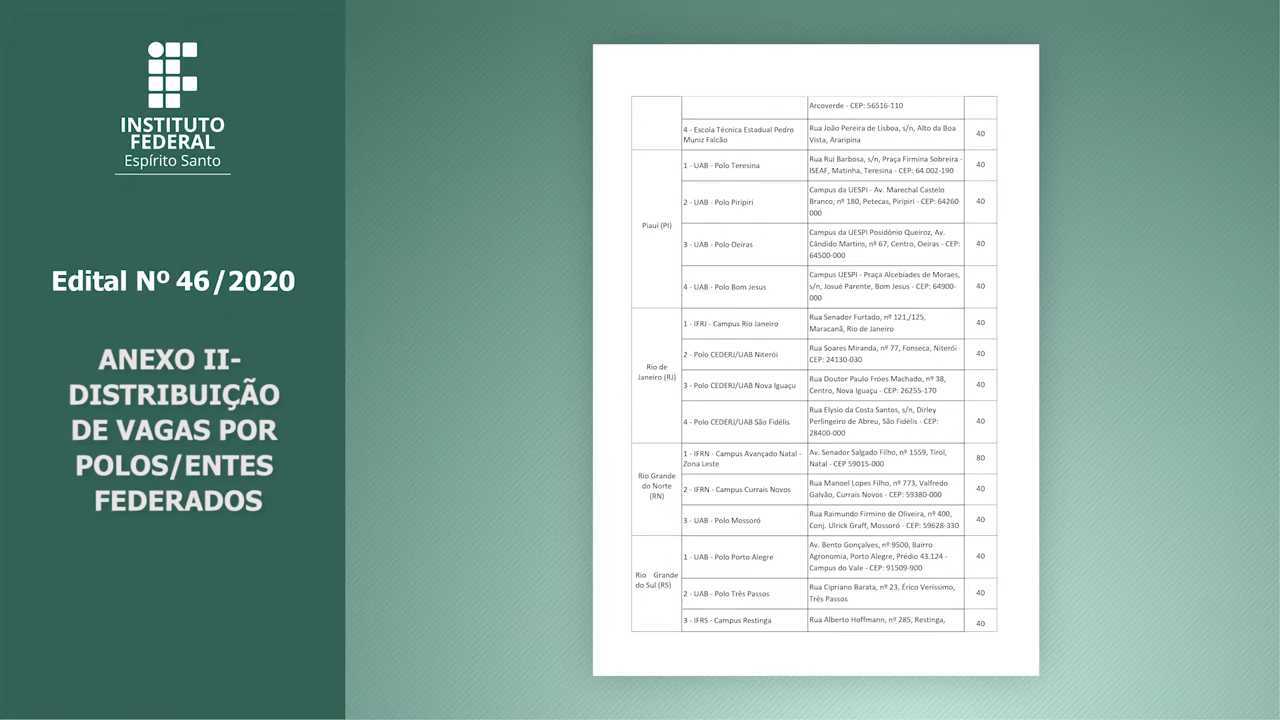 INSTITUTO
FEDERAL
Espírito Santo
Edital Nº 46/2020
ANEXO II-
DISTRIBUIÇÃO
DE VAGAS POR
POLOS/ENTES
FEDERADOS
Arcoverde - CEP: 56516-110
4 - Escola Técnica Estadual Pedro
Muniz Falcão
Rua João Pereira de Lisboa, s/n, Alto da Boa
Vista, Araripina
40
Piauí (PI)
1 - UAB - Polo Teresina
Rua Rui Barbosa, s/n, Praça Firmina Sobreira -
ISEAF, Matinha, Teresina - CEP: 64.002-190
40
2 - UAB - Polo Piripiri
Campus da UESPI - Av. Marechal Castelo
Branco, nº 180, Petecas, Piripiri - CEP: 64260-
000
40
3 - UAB - Polo Oeiras
Campus da UESPI Posidônio Queiroz, Av.
Cândido Martins, nº 67, Centro, Oeiras - CEP:
64500-000
40
4 - UAB - Polo Bom Jesus
Campus UESPI - Praça Alcebíades de Moraes,
s/n, Josué Parente, Bom Jesus - CEP: 64900-
000
40
Rio de
Janeiro (RJ)
1 - IFRJ - Campus Rio Janeiro
Rua Senador Furtado, nº 121,/125,
Maracanã, Rio de Janeiro
40
2 - Polo CEDERJ/UAB Niterói
Rua Soares Miranda, nº 77, Fonseca, Niterói -
CEP: 24130-030
40
3 - Polo CEDERJ/UAB Nova Iguaçu
Rua Doutor Paulo Fróes Machado, nº 38,
Centro, Nova Iguaçu - CEP: 26255-170
40
4 - Polo CEDERJ/UAB São Fidélis
Rua Elysio da Costa Santos, s/n, Dirley
Perlingeiro de Abreu, São Fidélis - CEP:
28400-000
40
Rio Grande
do Norte
(RN)
1 - IFRN - Campus Avançado Natal -
Zona Leste
Av. Senador Salgado Filho, nº 1559, Tirol,
Natal - CEP 59015-000
80
2 - IFRN - Campus Currais Novos
Rua Manoel Lopes Filho, nº 773, Valfredo
Galvão, Currais Novos - CEP: 59380-000
40
3 - UAB - Polo Mossoró
Rua Raimundo Firmino de Oliveira, nº 400,
Conj. Ulrick Graff, Mossoró - CEP: 59628-330
40
Rio Grande
do Sul (RS)
1 - UAB - Polo Porto Alegre
Av. Bento Gonçalves, nº 9500, Bairro
Agronomia, Porto Alegre, Prédio 43.124 -
Campus do Vale - CEP: 91509-900
40
2 - UAB - Polo Três Passos
Rua Cipriano Barata, nº 23, Érico Veríssimo,
Três Passos
40
3 - IFRS - Campus Restinga
Rua Alberto Hoffmann, nº 285, Restinga,
40